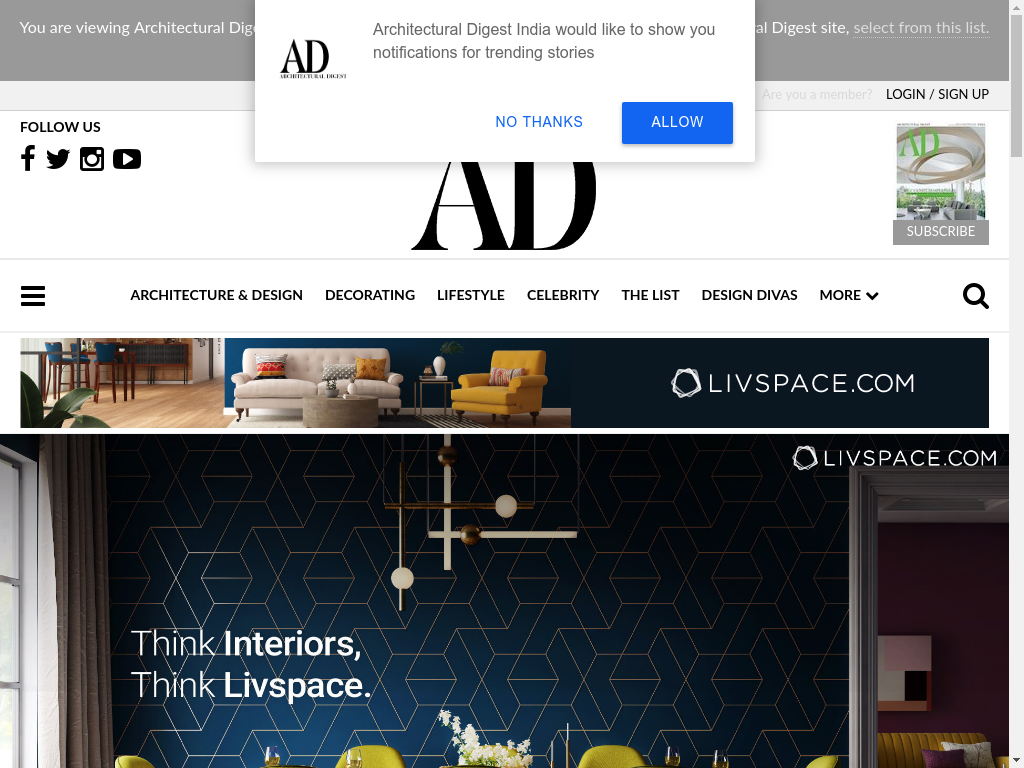 You are viewing Architectural Dig
al Digest site, select from this list.
Architectural Digest India would like to show you
notifications for trending stories
AD
ARCHITECTURAL DIGEST
NO THANKS
ALLOW
Are you a member? LOGIN / SIGN UP
FOLLOW US
AD
AD
SUBSCRIBE
ARCHITECTURE & DESIGN DECORATING LIFESTYLE CELEBRITY THE LIST DESIGN DIVAS MORE
LIVSPACE.COM
LIVSPACE.COM
Think Interiors,
Think Livspace.